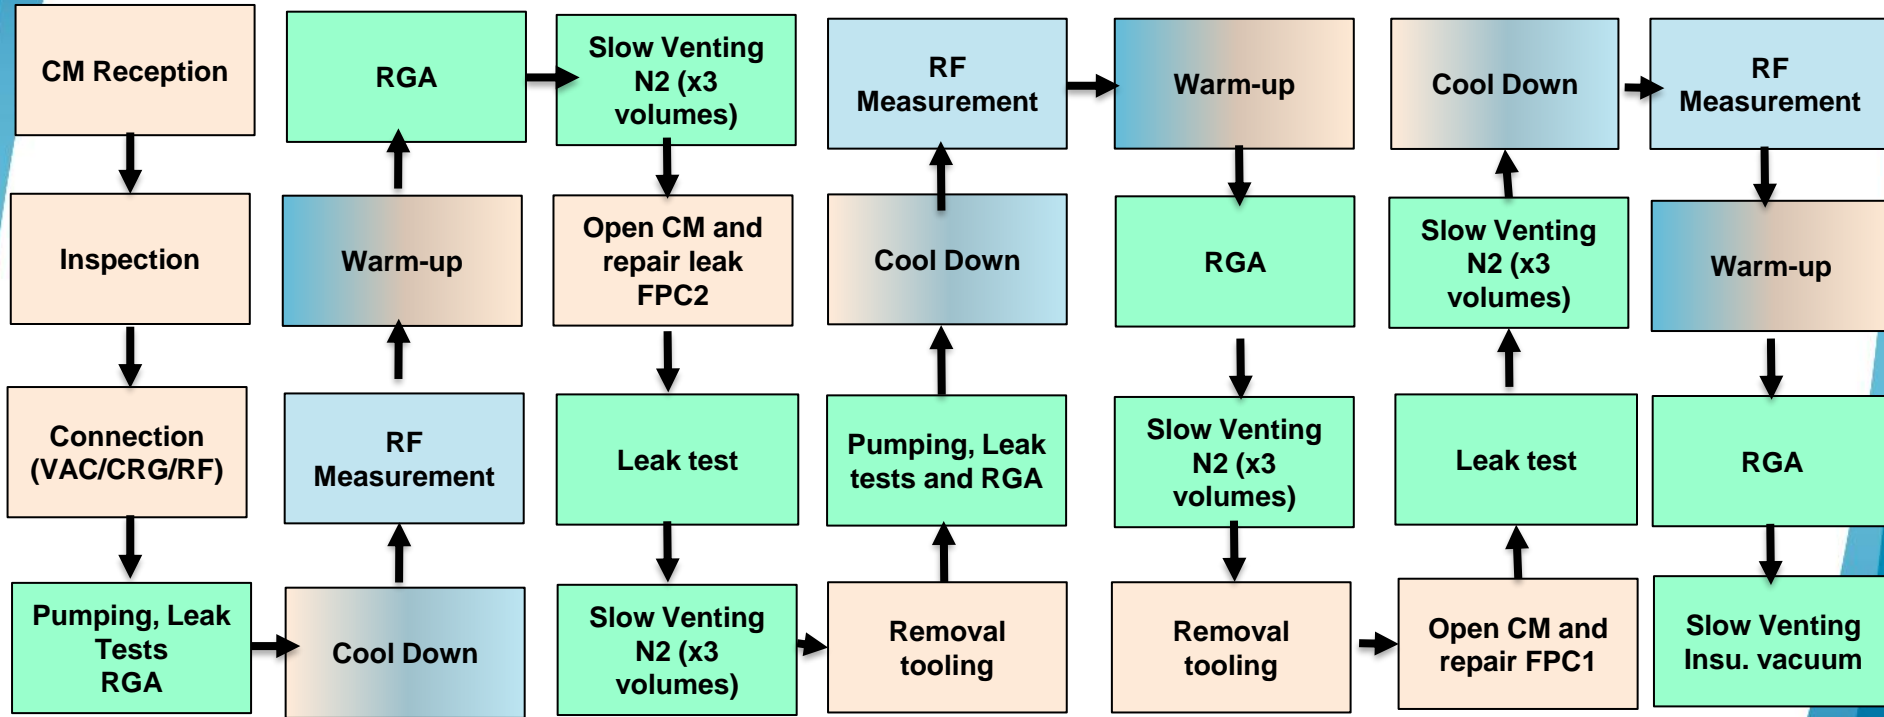 CM Reception
Inspection
Connection
(VAC/CRG/RF)
Pumping, Leak
Tests
RGA
Cool Down
RF
Measurement
Warm-up
RGA
Slow Venting
N2 (x3
volumes)
Open CM and
repair leak
FPC2
Leak test
Slow Venting
N2 (x3
volumes)
Removal
tooling
Pumping, Leak
tests and RGA
Cool Down
RF
Measurement
Warm-up
RGA
Slow Venting
N2 (x3
volumes)
Removal
tooling
Open CM and
repair FPC1
Leak test
Slow Venting
N2 (x3
volumes)
Cool Down
RF
Measurement
Warm-up
RGA
Slow Venting
Insu. vacuum